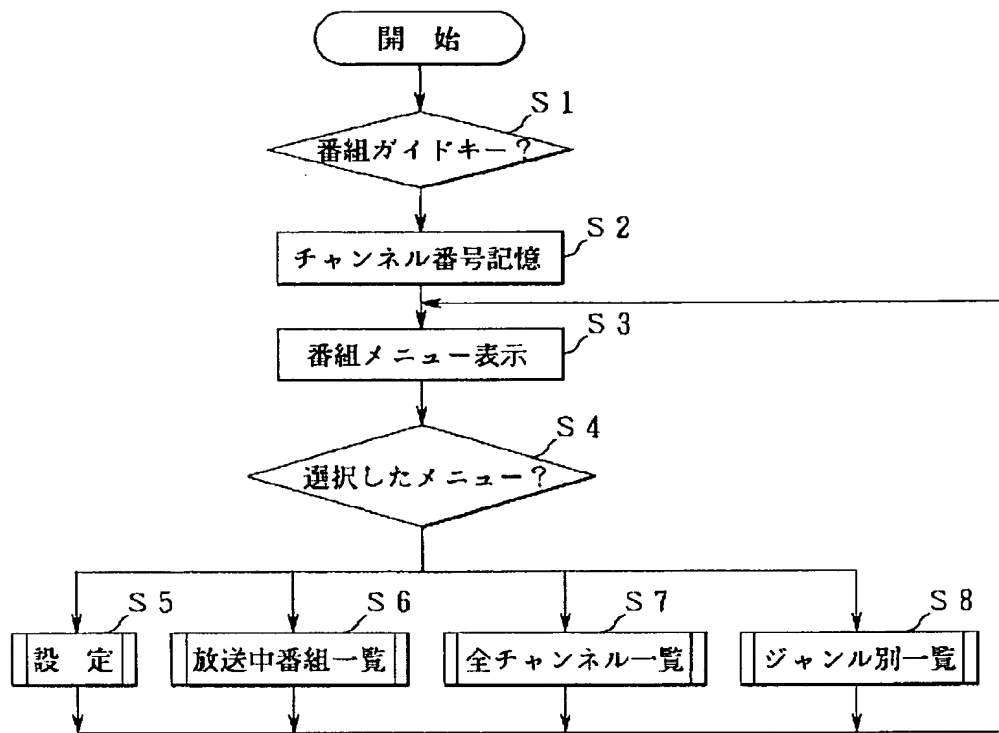 開 始
S 1
番組ガイドキー?
S 2
チャンネル番号記憶
S 3
番組メニュー表示
S 4
選択したメニュー?
S 5
S 6
S 7
S 8
設 定
放送中番組一覧
全チャンネル一覧
ジャンル別一覧